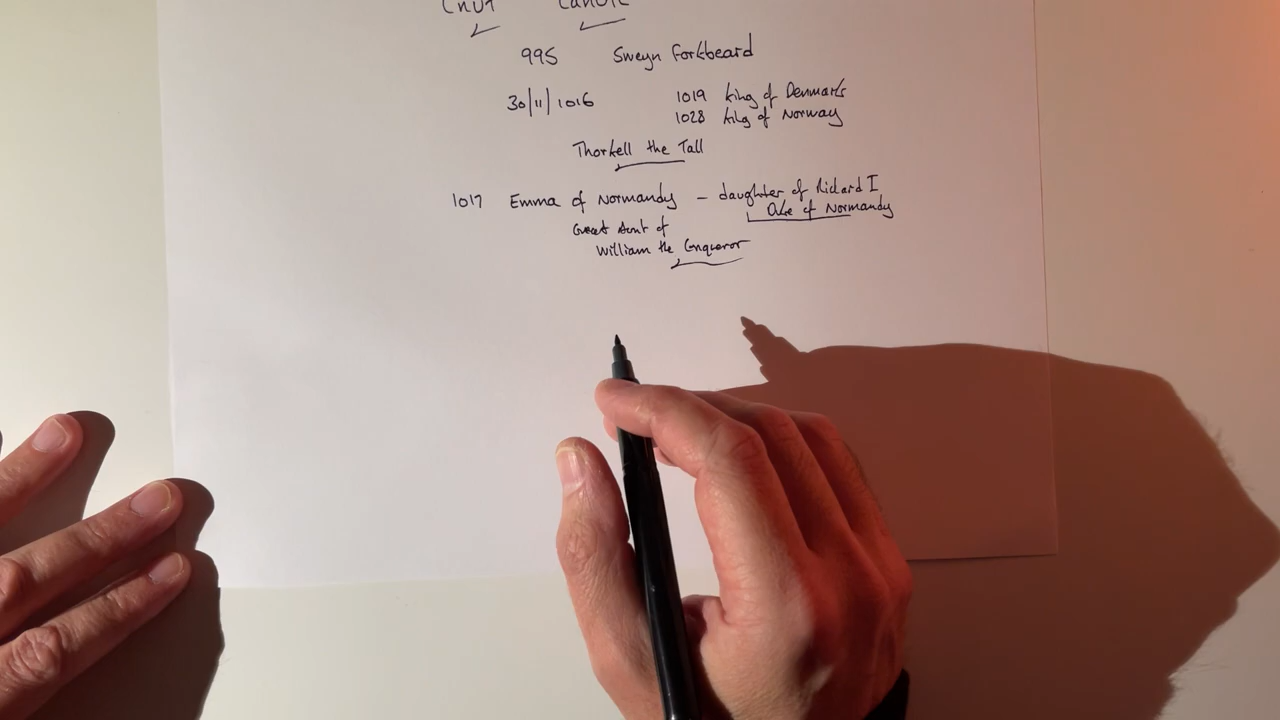 Cnut Canute
995 Sweyn Forkbeard
30/11/1016 1019 King of Denmark
1028 King of Norway
Thorkell the Tall
1017 Emma of Normandy – daughter of Richard I
Duke of Normandy
Great Aunt of
William the Conqueror